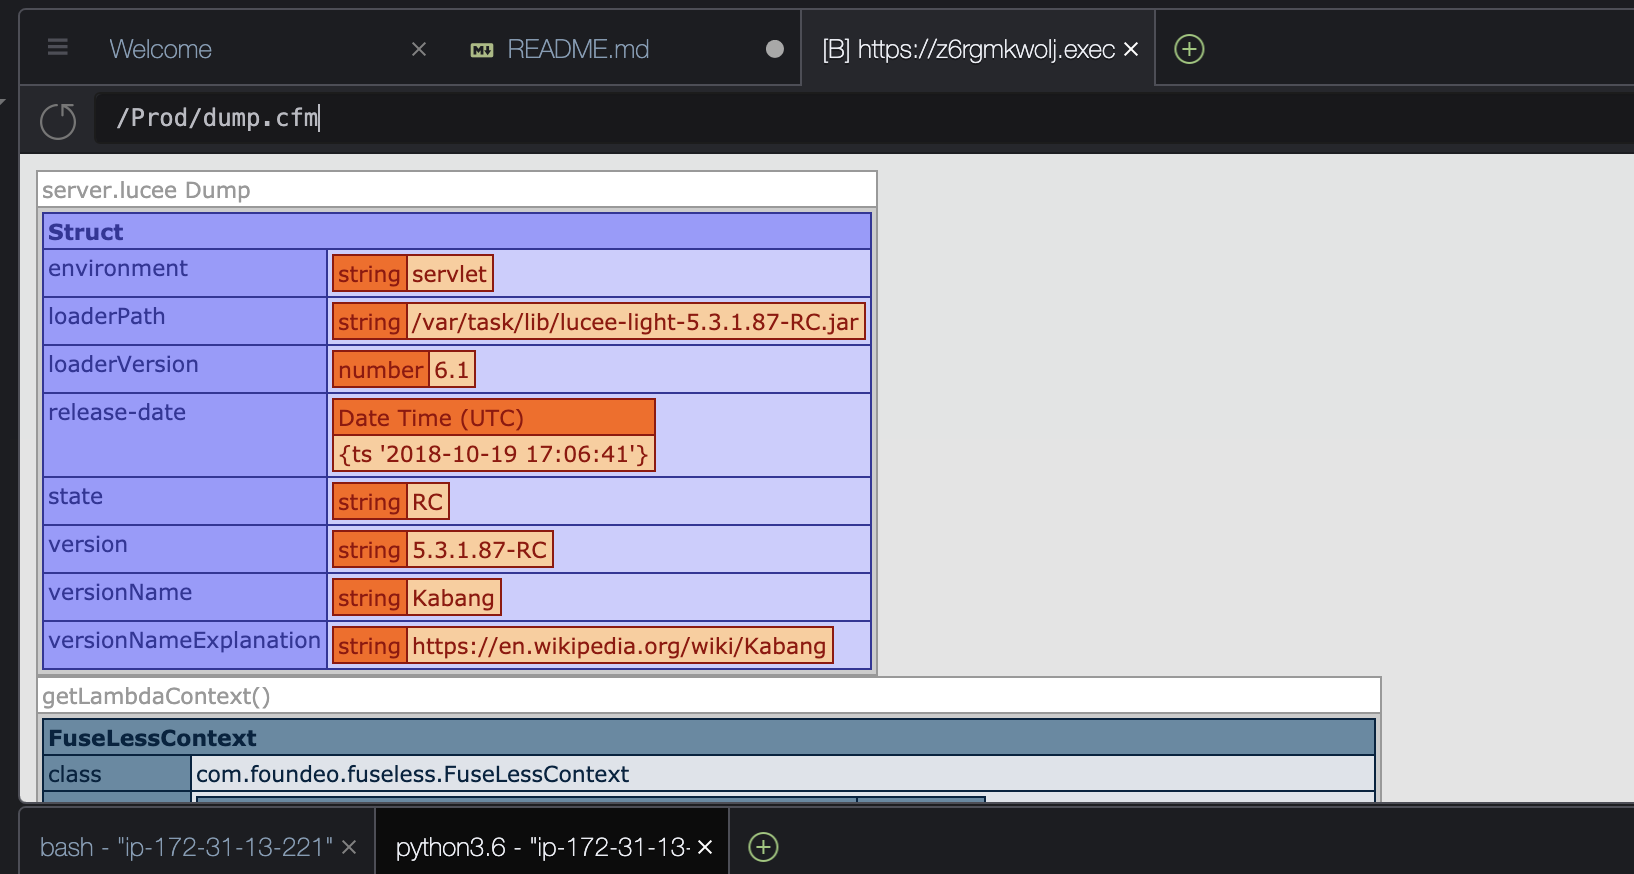 Welcome
README.md
[B] https://z6rgmkwolj.exec
/Prod/dump.cfm
server.lucee Dump
Struct
environment string servlet
loaderPath string /var/task/lib/lucee-light-5.3.1.87-RC.jar
loaderVersion number 6.1
release-date Date Time (UTC)
{ts '2018-10-19 17:06:41'}
state string RC
version string 5.3.1.87-RC
versionName string Kabang
versionNameExplanation string https://en.wikipedia.org/wiki/Kabang
getLambdaContext()
FuseLessContext
class com.foundeo.fuseless.FuseLessContext
bash - "ip-172-31-13-221"
python3.6 - "ip-172-31-13-